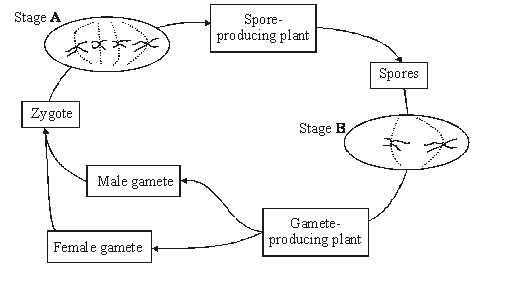 Stage A
Spore-
producing plant
Spores
Zygote
Stage B
Male gamete
Gamete-
producing plant
Female gamete